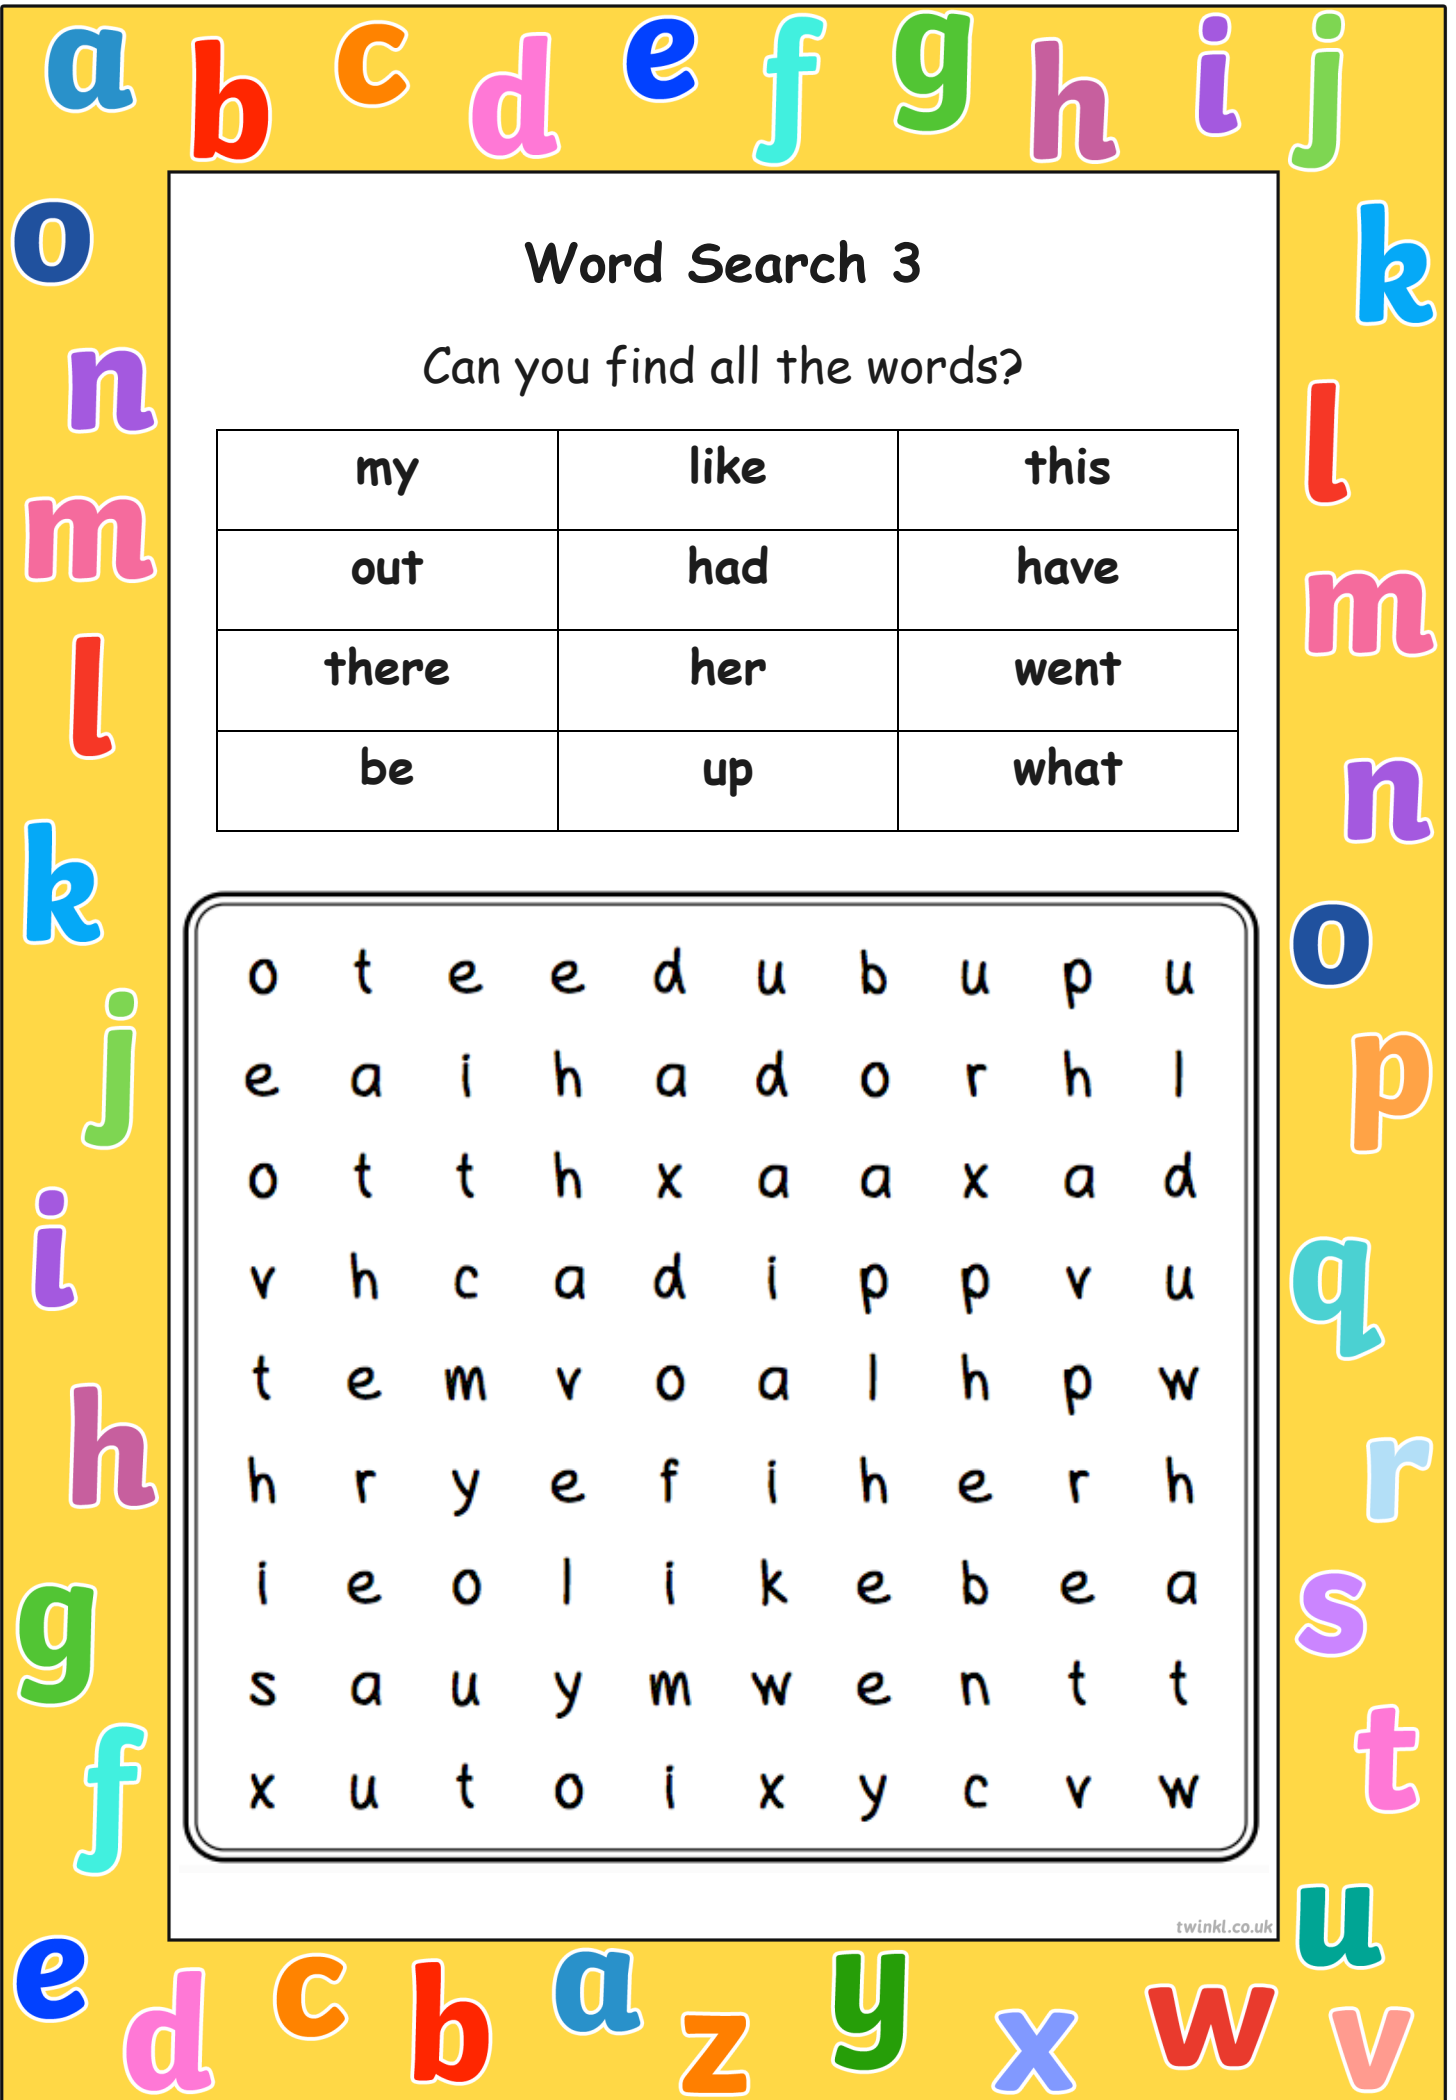 a b c d e f g h i j
o
k
n
l
m
m
l
n
k
o
j
p
i
q
h
r
g
s
f
t
u
e d c b a z y x w v
Word Search 3
Can you find all the words?
my like this
out had have
there her went
be up what
o t e e d u b u p u
e a i h a d o r h l
o t t h x a a x a d
v h c a d i p p v u
t e m v o a l h p w
h r y e f i h e r h
i e o l i k e b e a
s a u y m w e n t t
x u t o i x y c v w
twinkl.co.uk